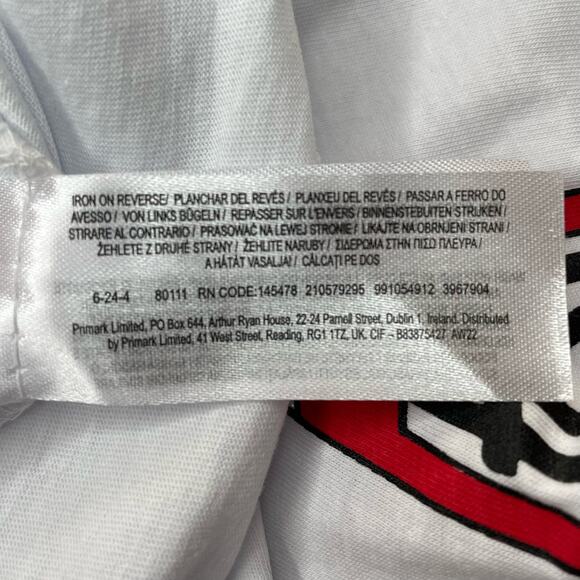 IRON ON REVERSE/ PLANCHAR DEL REVÉS / PLANXEU DEL REVÉS / PASSAR A FERRO DO
AVESSO / VON LINKS BÜGELN / REPASSER SUR L'ENVERS / BINNENSTEBUITEN STRIJKEN /
STIRARE AL CONTRARIO / PRASOWAĆ NA LEWEJ STRONIE / LIKAJTE NA OBRNJENI STRANI /
ŽEHLETE Z DRUHÉ STRANY / ŽEHLITE NARUBY / ΣΙΔΕΡΩΜΑ ΣΤΗΝ ΠΙΣΩ ΠΛΕΥΡΑ /
A HÁTÁT VASALJA! / CĂLCAȚI PE DOS
6-24-4 80111 RN CODE:145478 210579295 991054912 3967904
Primark Limited, PO Box 644, Arthur Ryan House, 22-24 Parnell Street, Dublin 1, Ireland. Distributed
by Primark Limited, 41 West Street, Reading, RG1 1TZ, UK. CIF - B83875427 AW22